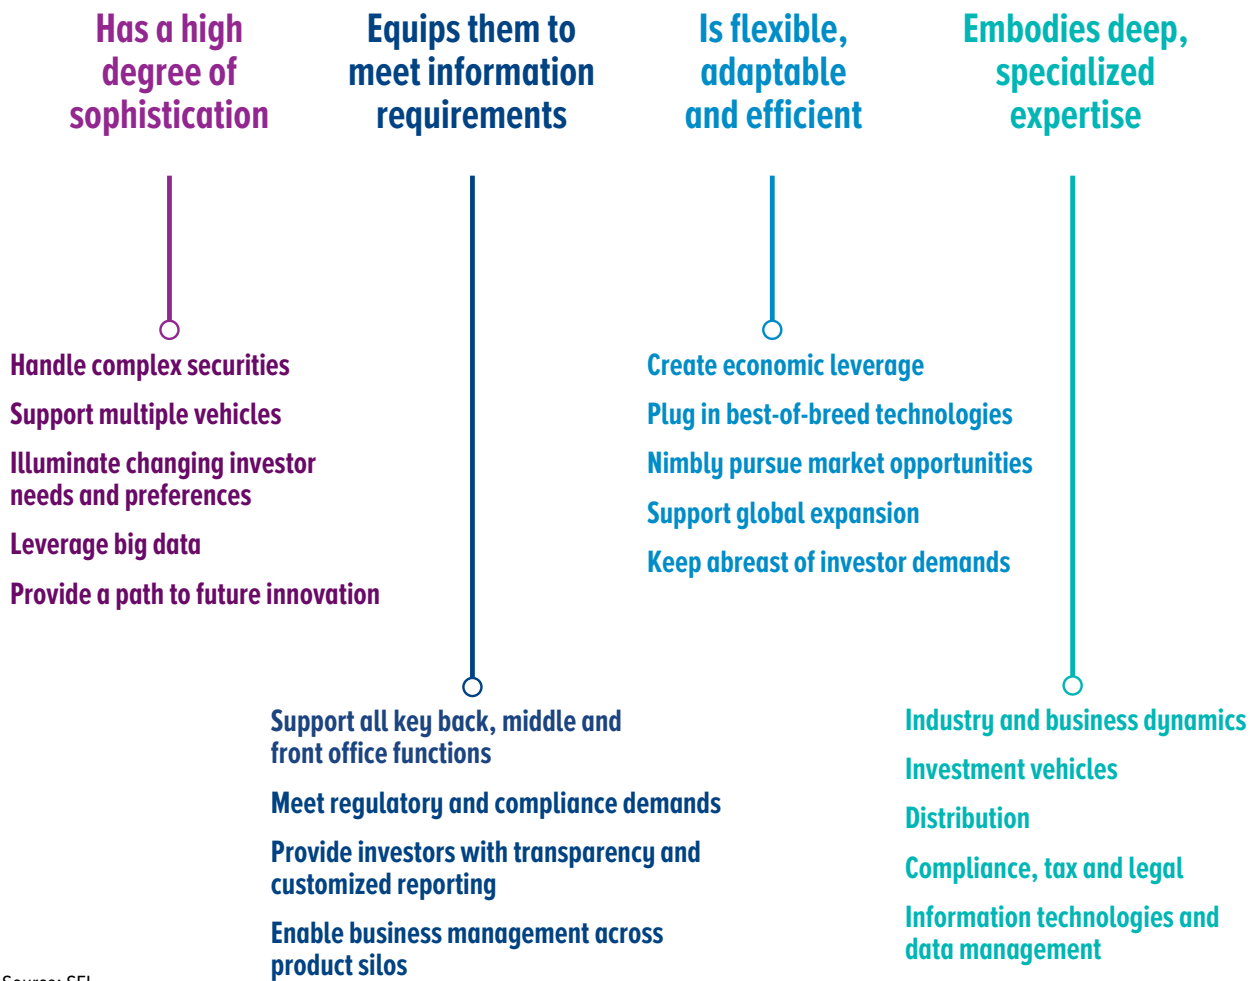 Has a high
degree of
sophistication
Equips them to
meet information
requirements
Is flexible,
adaptable
and efficient
Embodies deep,
specialized
expertise
Handle complex securities
Support multiple vehicles
Illuminate changing investor
needs and preferences
Leverage big data
Provide a path to future innovation
Create economic leverage
Plug in best-of-breed technologies
Nimbly pursue market opportunities
Support global expansion
Keep abreast of investor demands
Support all key back, middle and
front office functions
Meet regulatory and compliance demands
Provide investors with transparency and
customized reporting
Enable business management across
product silos
Industry and business dynamics
Investment vehicles
Distribution
Compliance, tax and legal
Information technologies and
data management
Source: SEI